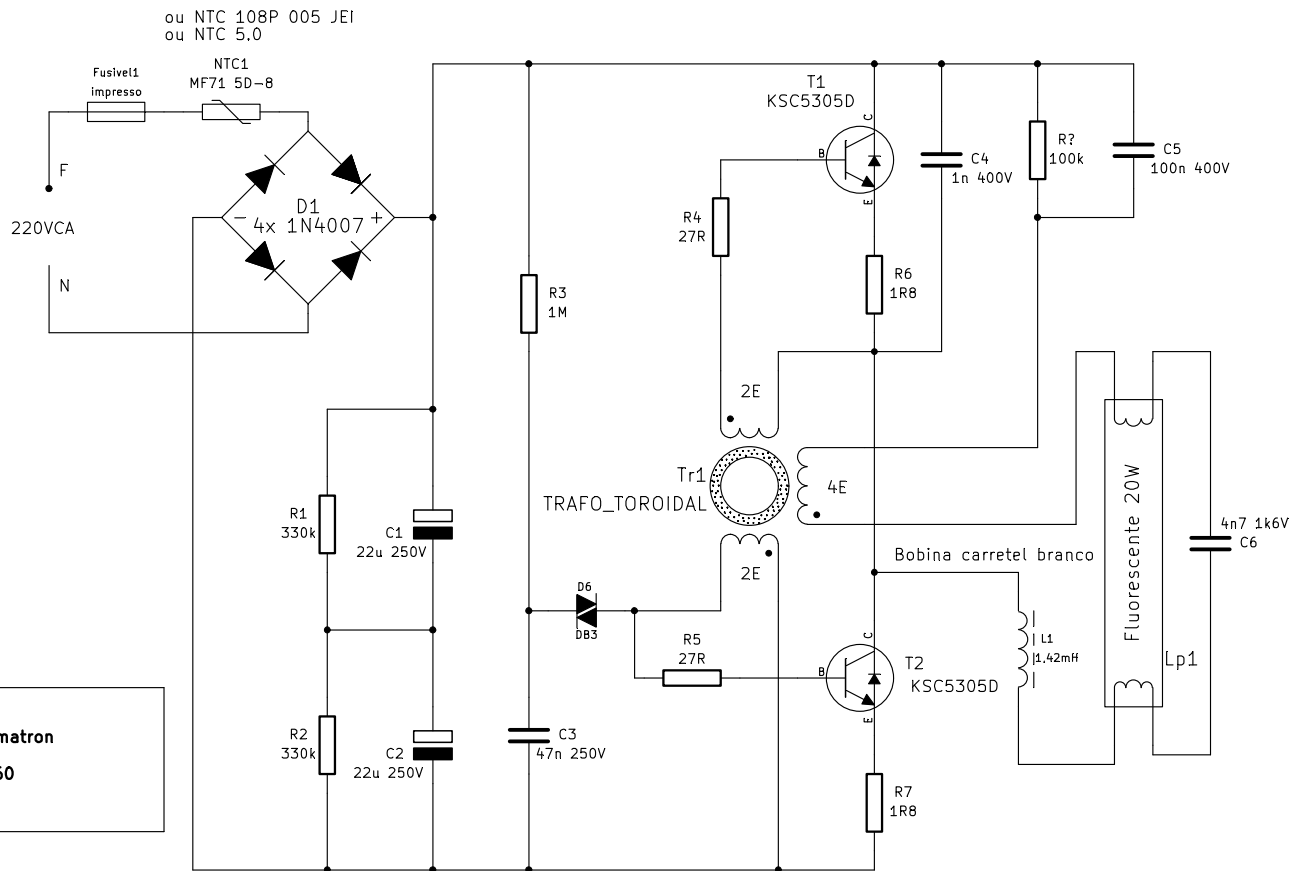 ou NTC 108P 005 JEI
ou NTC 5,0
Fusivel1
impresso
NTC1
MF71 5D-8
F
220VCA
N
D1
4x 1N4007
- +
T1
KSC5305D
C
B
E
C4
1n 400V
R?
100k
C5
100n 400V
R4
27R
R6
1R8
R3
1M
2E
Tr1
TRAFO_TOROIDAL
4E
2E
R1
330k
C1
22u 250V
D6
DB3
R5
27R
Bobina carretel branco
Fluorescente 20W
4n7 1k6V
C6
C
B
E
T2
KSC5305D
L1
1,42mH
Lp1
R2
330k
C2
22u 250V
C3
47n 250V
R7
1R8
matron
60